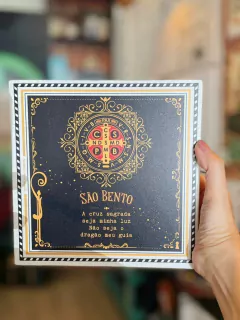 SÃO BENTO
A cruz sagrada
seja minha luz
Não seja o
dragão meu guia